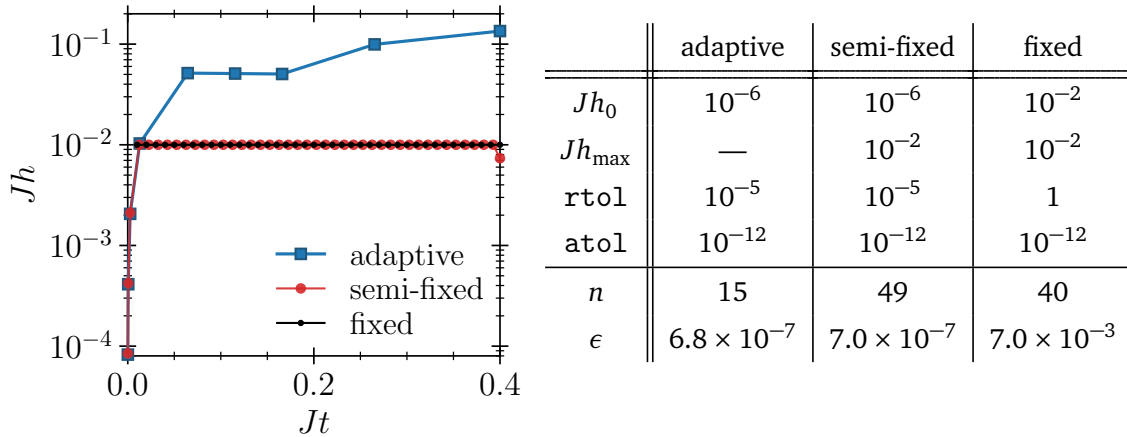 10⁻¹
10⁻²
10⁻³
10⁻⁴
Jh
adaptive
semi-fixed
fixed
0.0 0.2 0.4
Jt
adaptive semi-fixed fixed
Jh₀ 10⁻⁶ 10⁻⁶ 10⁻²
Jhₘₐₓ — 10⁻² 10⁻²
rtol 10⁻⁵ 10⁻⁵ 1
atol 10⁻¹² 10⁻¹² 10⁻¹²
n 15 49 40
ϵ 6.8 × 10⁻⁷ 7.0 × 10⁻⁷ 7.0 × 10⁻³